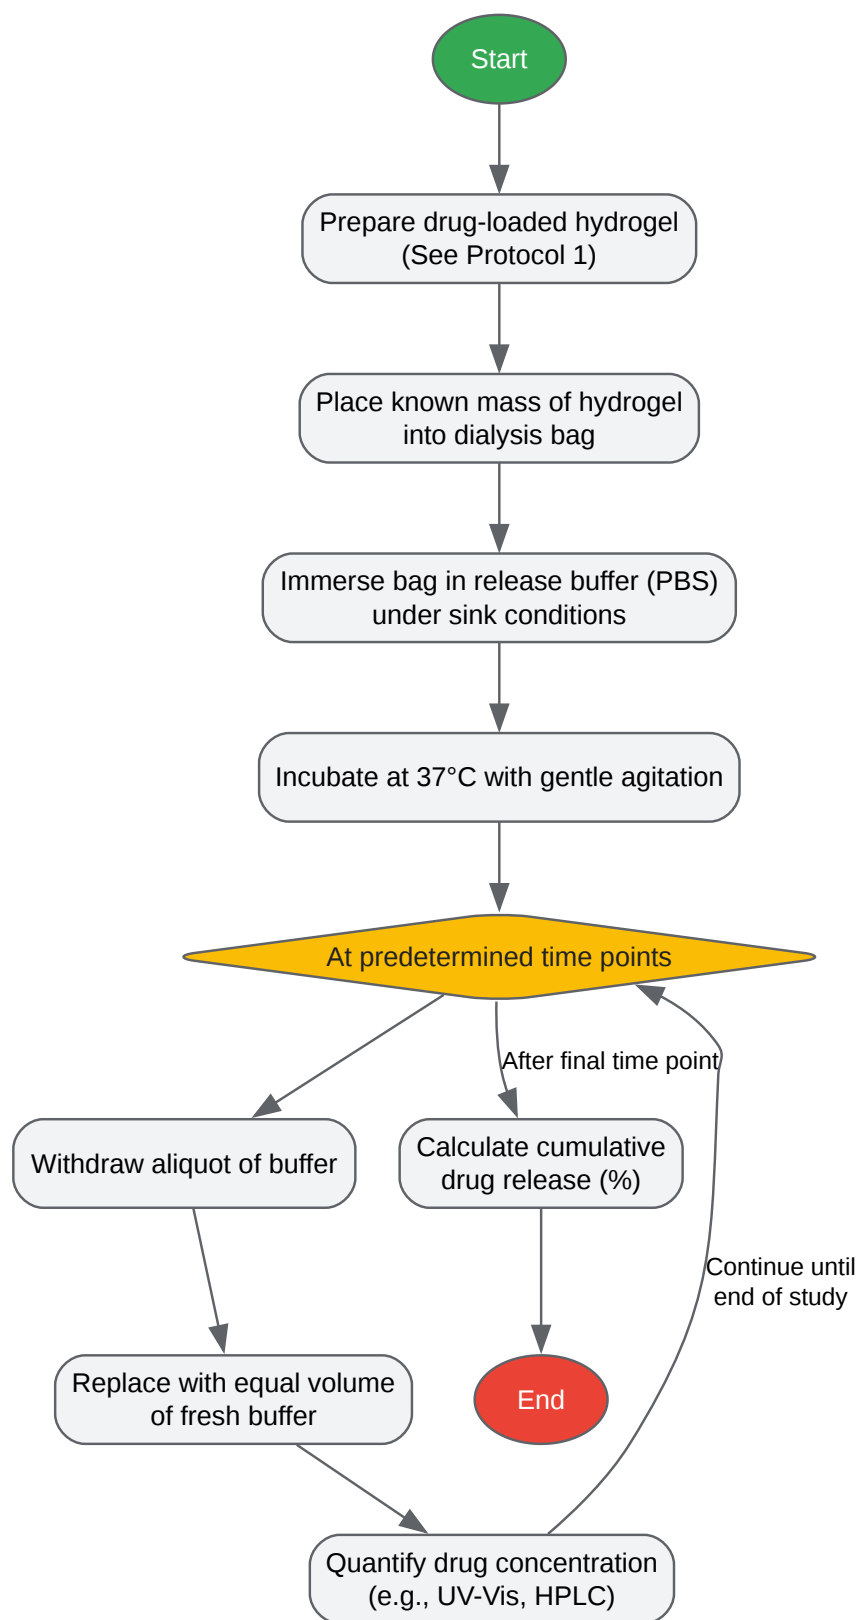 Start
Prepare drug-loaded hydrogel
(See Protocol 1)
Place known mass of hydrogel
into dialysis bag
Immerse bag in release buffer (PBS)
under sink conditions
Incubate at 37°C with gentle agitation
At predetermined time points
After final time point
Withdraw aliquot of buffer
Calculate cumulative
drug release (%)
Continue until
end of study
Replace with equal volume
of fresh buffer
End
Quantify drug concentration
(e.g., UV-Vis, HPLC)